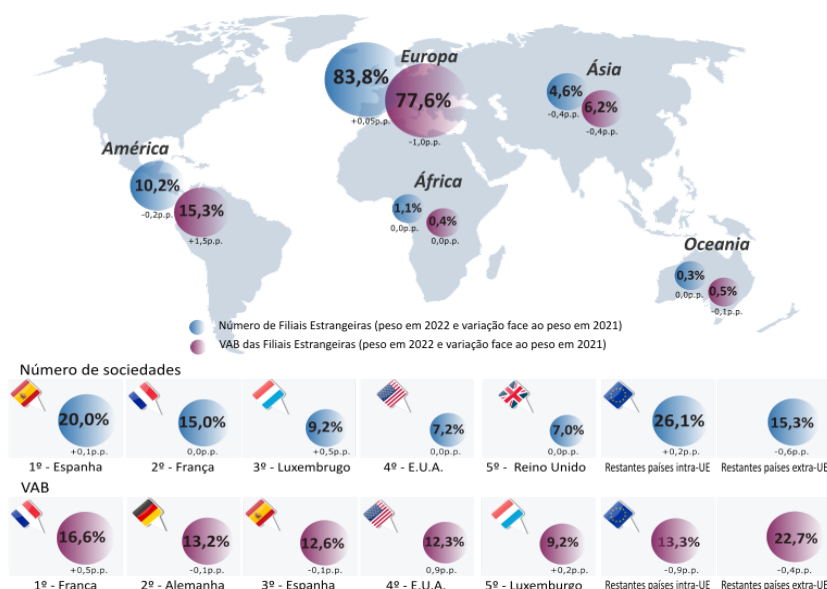 Europa
83,8%
+0,05p.p.
77,6%
-1,0p.p.
Ásia
4,6%
-0,4p.p.
6,2%
-0,4p.p.
América
10,2%
-0,2p.p.
15,3%
+1,5p.p.
África
1,1%
0,0p.p.
0,4%
0,0p.p.
Oceania
0,3%
0,0p.p.
0,5%
-0,1p.p.
Número de Filiais Estrangeiras (peso em 2022 e variação face ao peso em 2021)
VAB das Filiais Estrangeiras (peso em 2022 e variação face ao peso em 2021)
Número de sociedades
20,0%
+0,1p.p.
1º - Espanha
15,0%
0,0p.p.
2º - França
9,2%
+0,5p.p.
3º - Luxembrugo
7,2%
0,0p.p.
4º - E.U.A.
7,0%
0,0p.p.
5º - Reino Unido
26,1%
+0,2p.p.
Restantes países intra-UE
15,3%
-0,6p.p.
Restantes países extra-UE
VAB
16,6%
+0,5p.p.
1º - França
13,2%
-0,1p.p.
2º - Alemanha
12,6%
-0,1p.p.
3º - Espanha
12,3%
0,9p.p.
4º - E.U.A.
9,2%
+0,2p.p.
5º - Luxemburgo
13,3%
-0,9p.p.
Restantes países intra-UE
22,7%
-0,4p.p.
Restantes países extra-UE